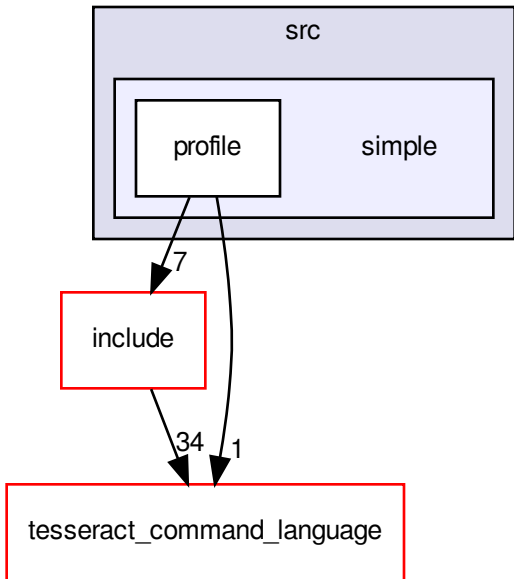 src
profile
simple
7
include
34
1
tesseract_command_language